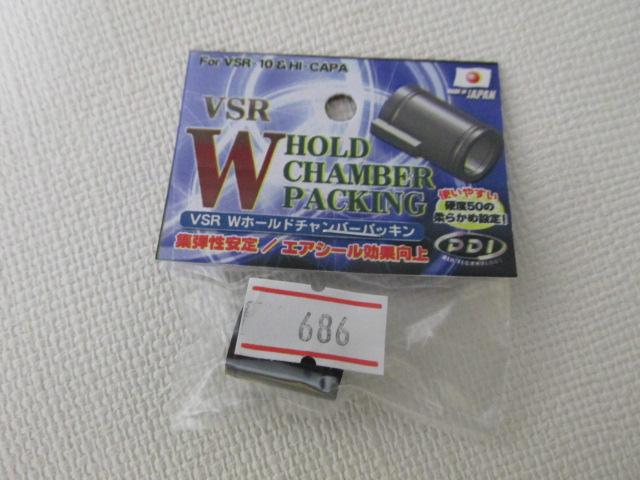 For VSR-10 & HI-CAPA
MADE IN JAPAN
VSR
W HOLD
CHAMBER
PACKING
使いやすい
硬度50の
柔らかめ設定!
VSR Wホールドチャンバーパッキン
集弾性安定 / エアシール効果向上
PDI
686